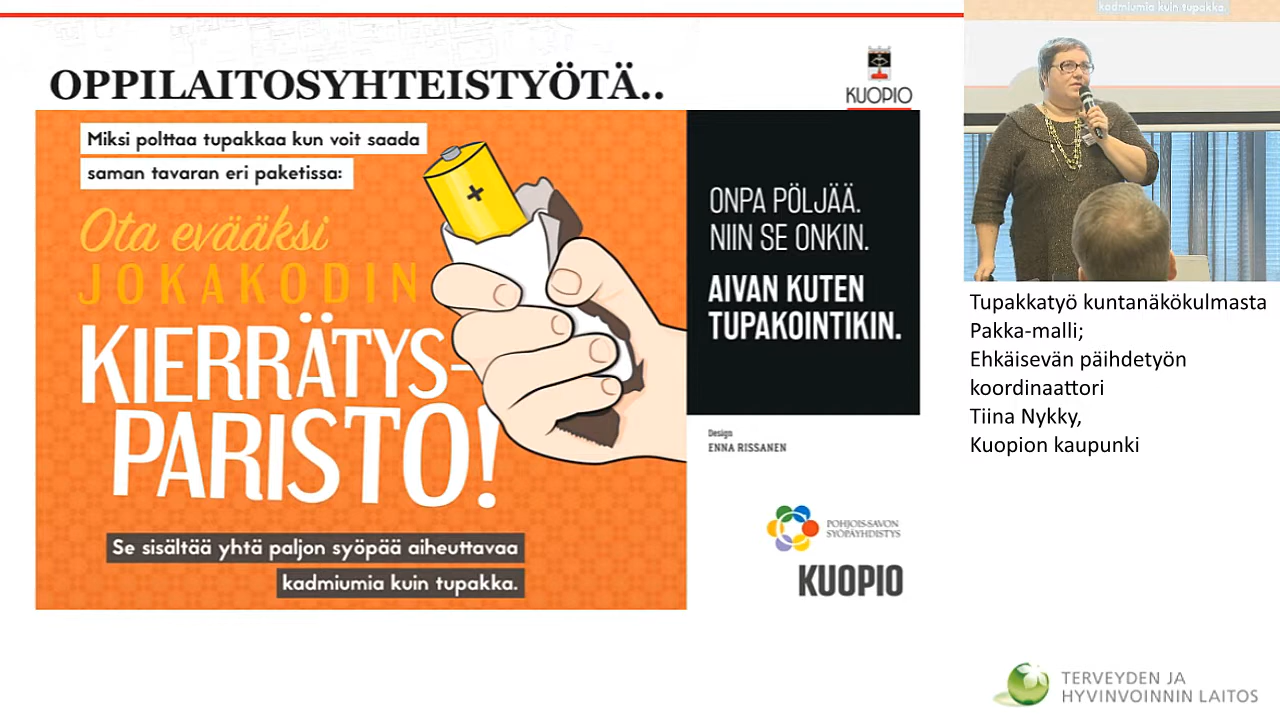 OPPILAITOSYHTEISTYÖTÄ..
KUOPIO
Miksi polttaa tupakkaa kun voit saada
saman tavaran eri paketissa:
Ota evääksi
JOKAKODIN
KIERRÄTYS-
PARISTO!
Se sisältää yhtä paljon syöpää aiheuttavaa
kadmiumia kuin tupakka.
ONPA PÖLJÄÄ.
NIIN SE ONKIN.
AIVAN KUTEN
TUPAKOINTIKIN.
Design
ENNA RISSANEN
POHJOIS-SAVON
SYÖPÄYHDISTYS
KUOPIO
kadmiumia kuin tupakka.
Tupakkatyö kuntanäkökulmasta
Pakka-malli;
Ehkäisevän päihdetyön
koordinaattori
Tiina Nykky,
Kuopion kaupunki
TERVEYDEN JA
HYVINVOINNIN LAITOS